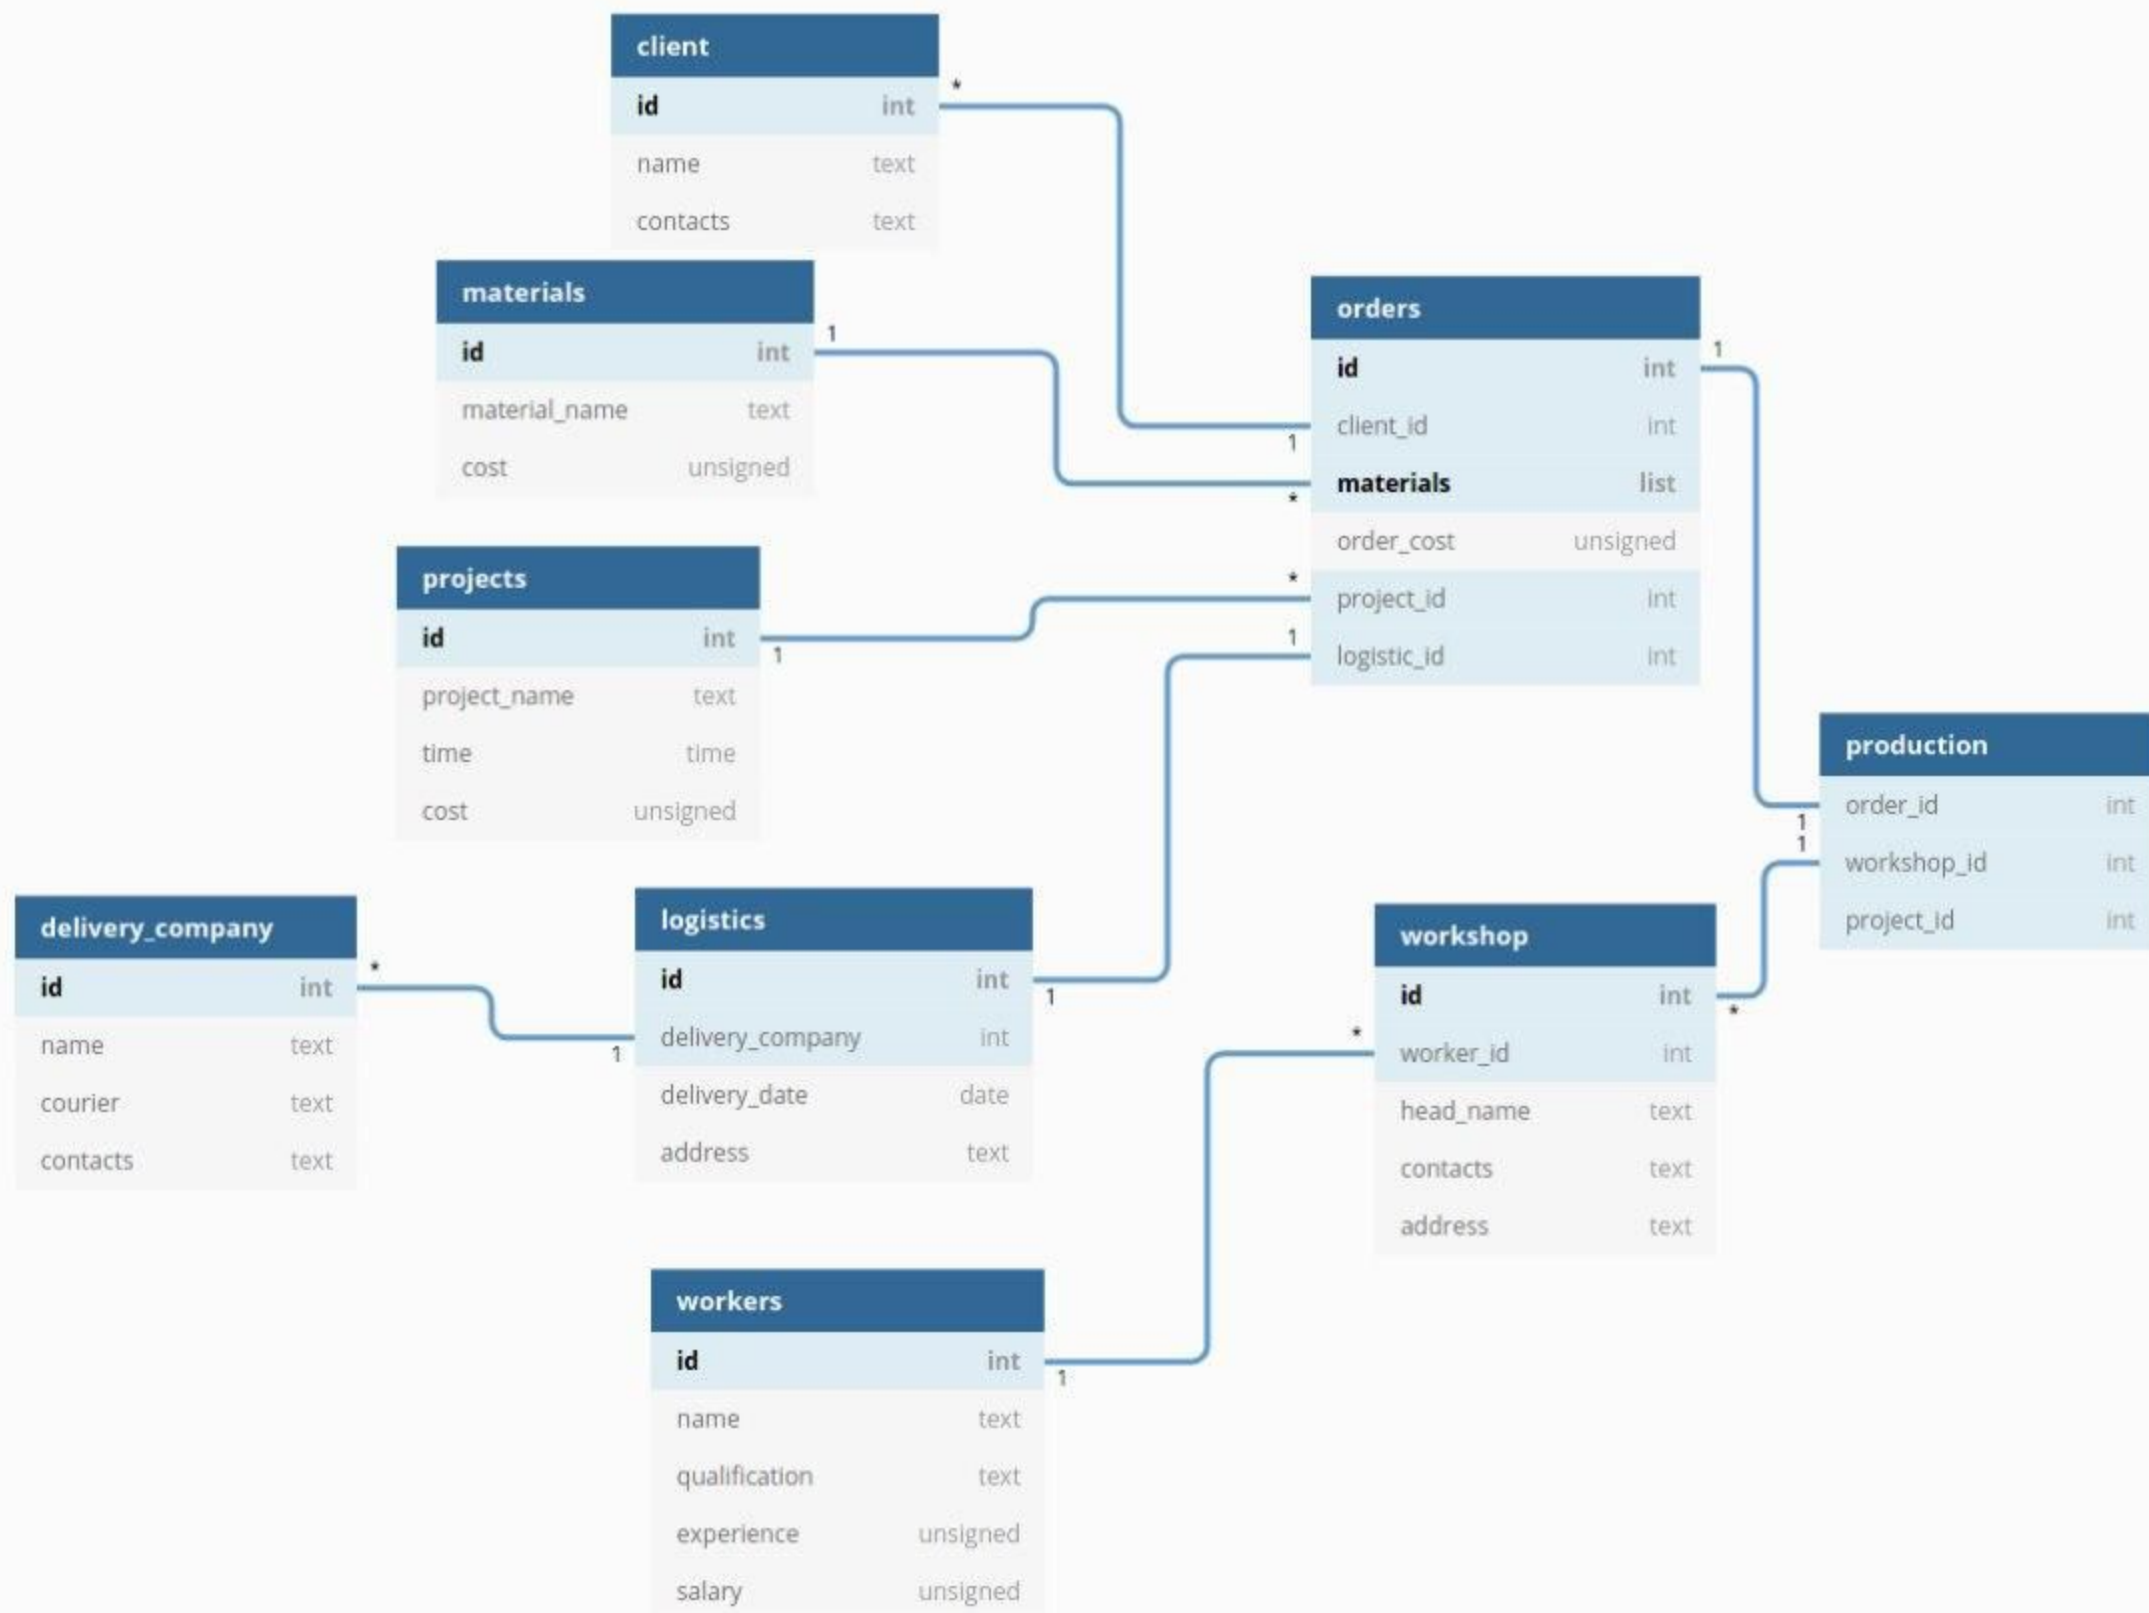 client
id int
name text
contacts text
*
1
materials
id int
material_name text
cost unsigned
1
*
orders
id int
client_id int
materials list
order_cost unsigned
project_id int
logistic_id int
1
*
1
projects
id int
project_name text
time time
cost unsigned
1
production
order_id int
workshop_id int
project_id int
1
1
delivery_company
id int
name text
courier text
contacts text
*
1
logistics
id int
delivery_company int
delivery_date date
address text
1
workshop
id int
worker_id int
head_name text
contacts text
address text
*
*
workers
id int
name text
qualification text
experience unsigned
salary unsigned
1